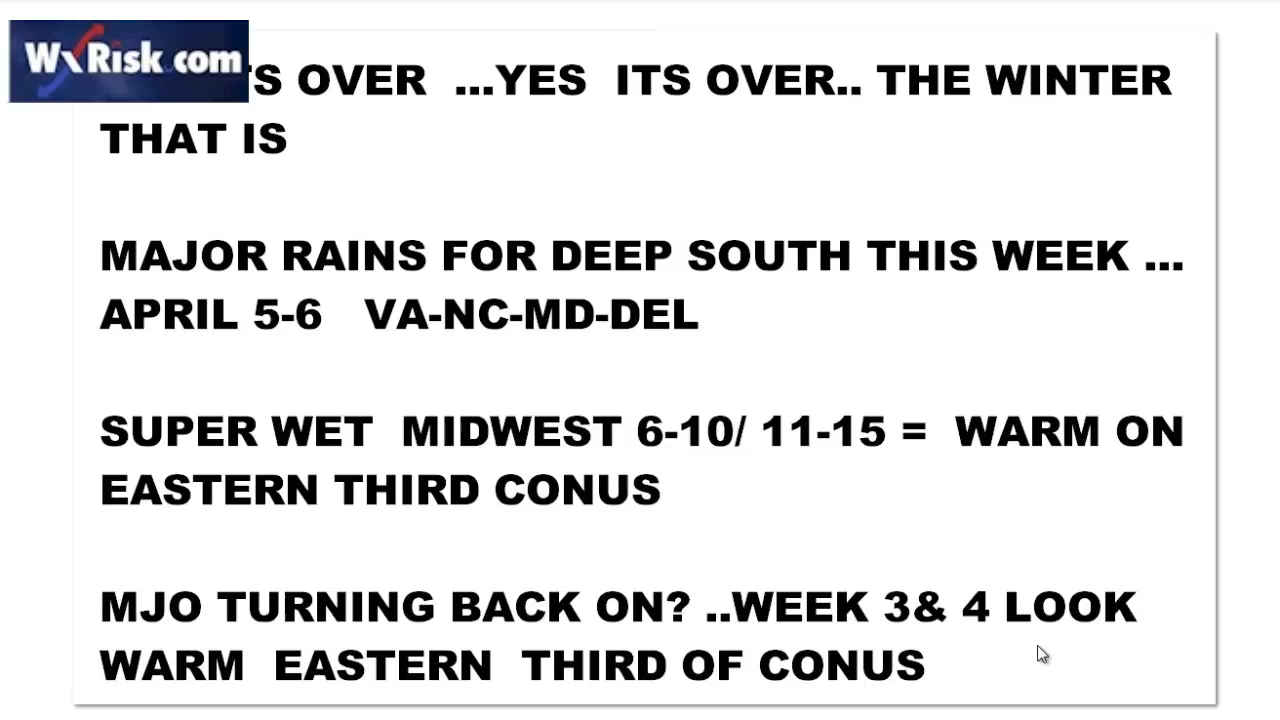 WxRisk.com
S OVER ...YES ITS OVER.. THE WINTER
THAT IS
MAJOR RAINS FOR DEEP SOUTH THIS WEEK ...
APRIL 5-6 VA-NC-MD-DEL
SUPER WET MIDWEST 6-10/ 11-15 = WARM ON
EASTERN THIRD CONUS
MJO TURNING BACK ON? ..WEEK 3& 4 LOOK
WARM EASTERN THIRD OF CONUS